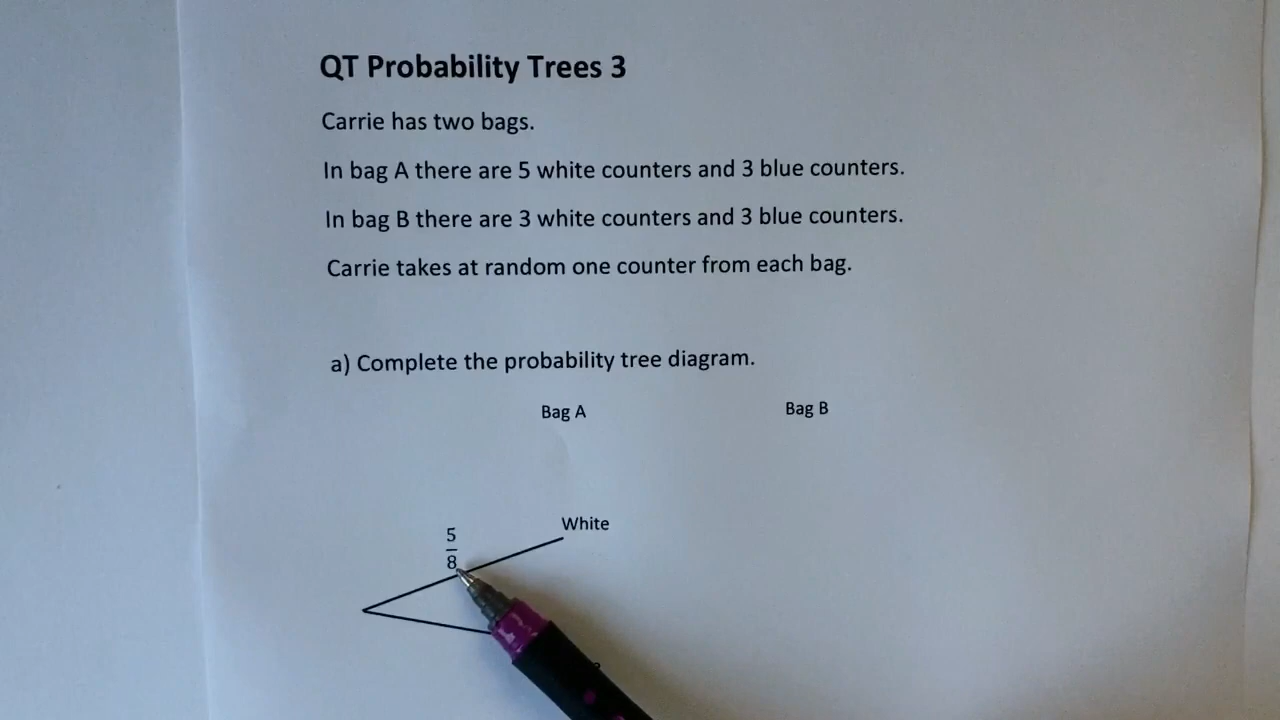 QT Probability Trees 3
Carrie has two bags.
In bag A there are 5 white counters and 3 blue counters.
In bag B there are 3 white counters and 3 blue counters.
Carrie takes at random one counter from each bag.
a) Complete the probability tree diagram.
Bag A Bag B
White
5
8